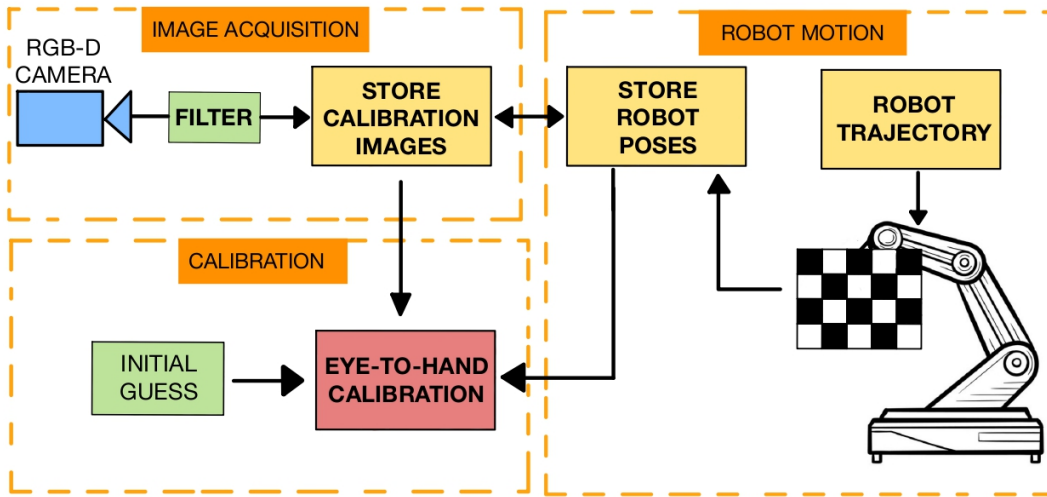 IMAGE ACQUISITION
RGB-D
CAMERA
FILTER
STORE
CALIBRATION
IMAGES
ROBOT MOTION
STORE
ROBOT
POSES
ROBOT
TRAJECTORY
CALIBRATION
INITIAL
GUESS
EYE-TO-HAND
CALIBRATION